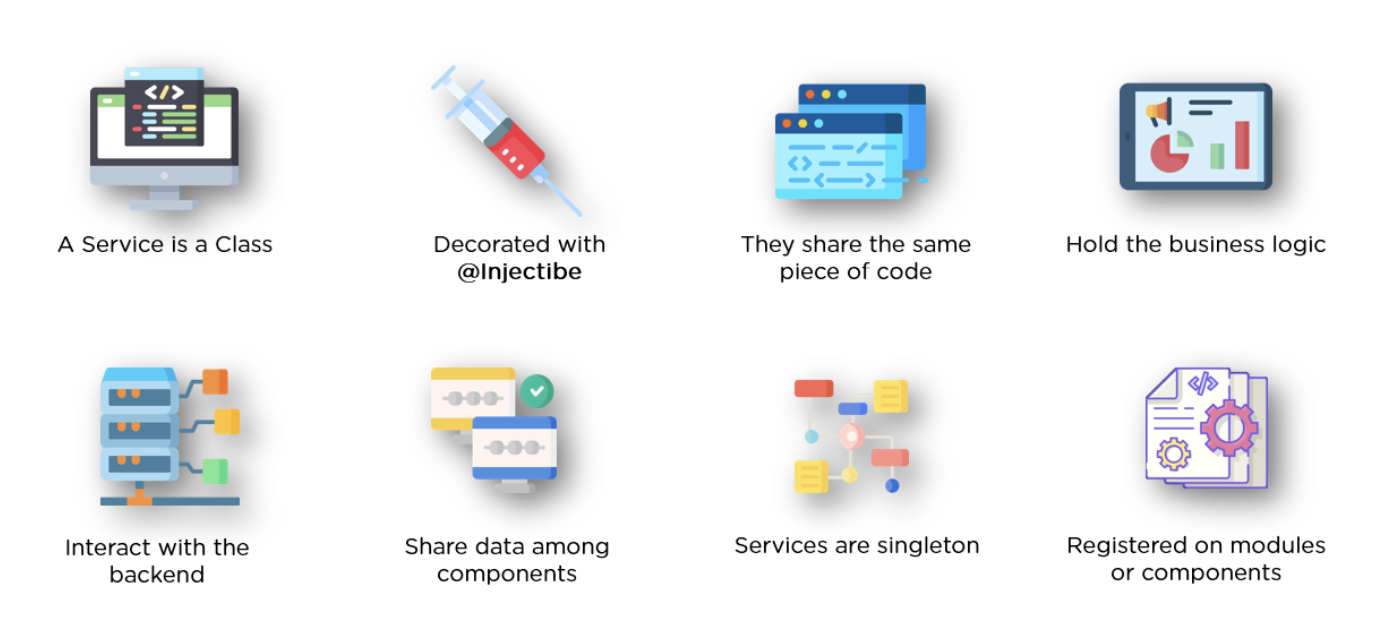 A Service is a Class
Decorated with
@Injectibe
They share the same
piece of code
Hold the business logic
Interact with the
backend
Share data among
components
Services are singleton
Registered on modules
or components